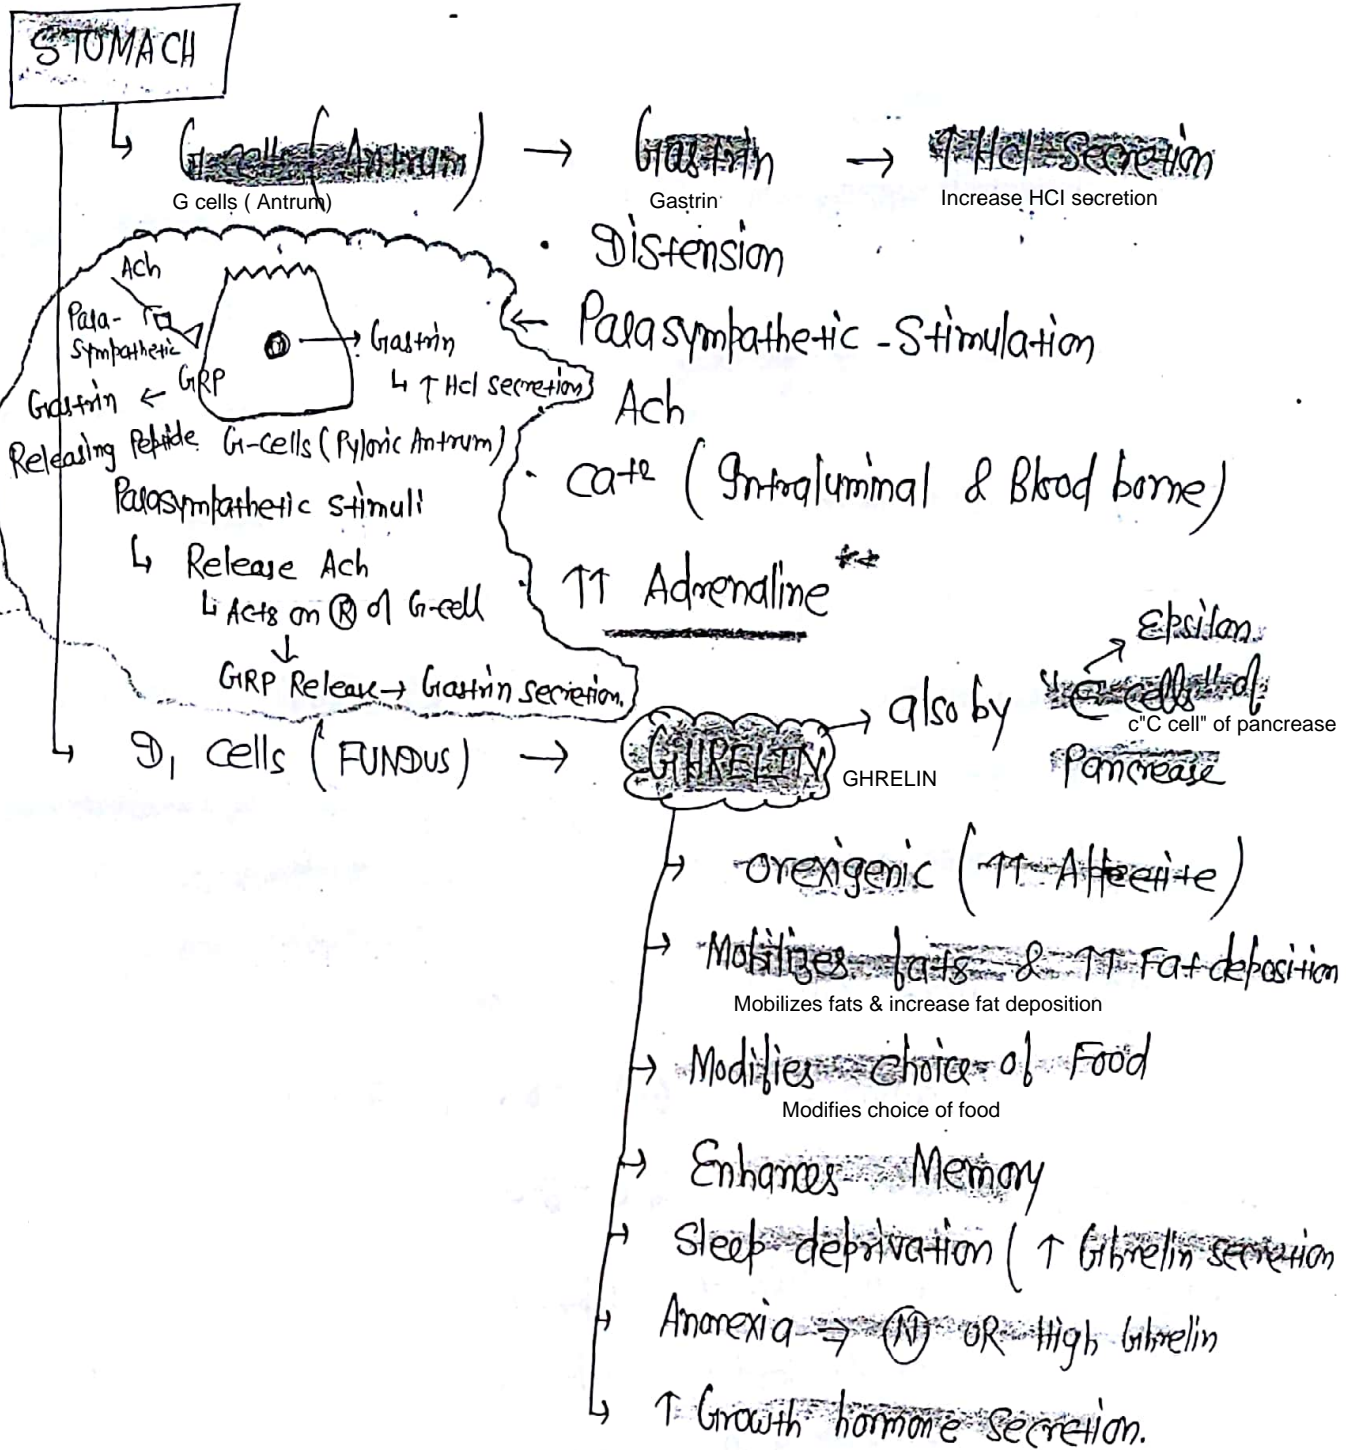 STOMACH
G cells (Antrum) → Gastrin → ↑ Hcl Secretion
G cells ( Antrum)
Gastrin
Increase HCl secretion
• Distension
← Parasympathetic - Stimulation
Ach
• Ca+2 (Intraluminal & Blood borne)
• ↑↑ Adrenaline **
Ach
Para-
Sympathetic
→ Gastrin
↳ ↑ Hcl secretion
Gastrin ← GRP
Releasing Peptide
G-cells (Pyloric Antrum)
Parasympathetic stimuli
↳ Release Ach
↳ Acts on Ⓡ of G-cell
↓
GRP Release → Gastrin secretion.
D1 cells (FUNDUS) → GHRELIN → also by "Є cells" of
Epsilon
Pancrease
GHRELIN
c"C cell" of pancrease
→ Orexigenic (↑↑ Appetite)
→ Mobilizes fats & ↑↑ Fat deposition
Mobilizes fats & increase fat deposition
→ Modifies choice of Food
Modifies choice of food
→ Enhances Memory
→ Sleep deprivation ( ↑ Ghrelin secretion
→ Anorexia ⇒ Ⓝ OR High Ghrelin
↳ ↑ Growth hormone secretion.